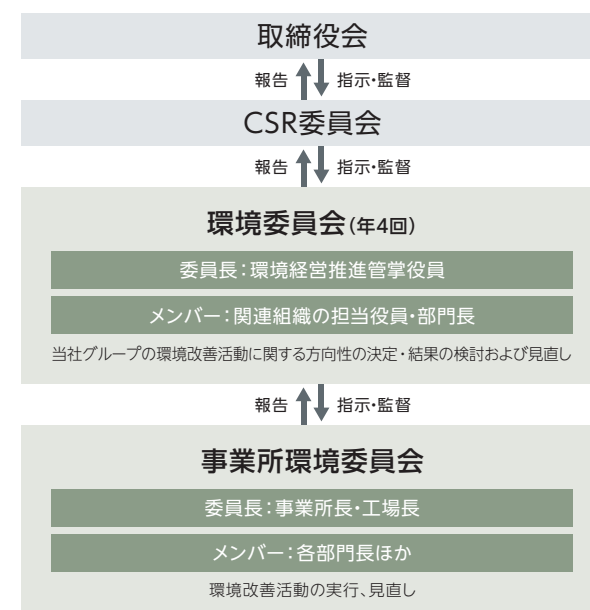 取締役会
報告 指示・監督
CSR委員会
報告 指示・監督
環境委員会(年4回)
委員長:環境経営推進管掌役員
メンバー:関連組織の担当役員・部門長
当社グループの環境改善活動に関する方向性の決定・結果の検討および見直し
報告 指示・監督
事業所環境委員会
委員長:事業所長・工場長
メンバー:各部門長ほか
環境改善活動の実行、見直し